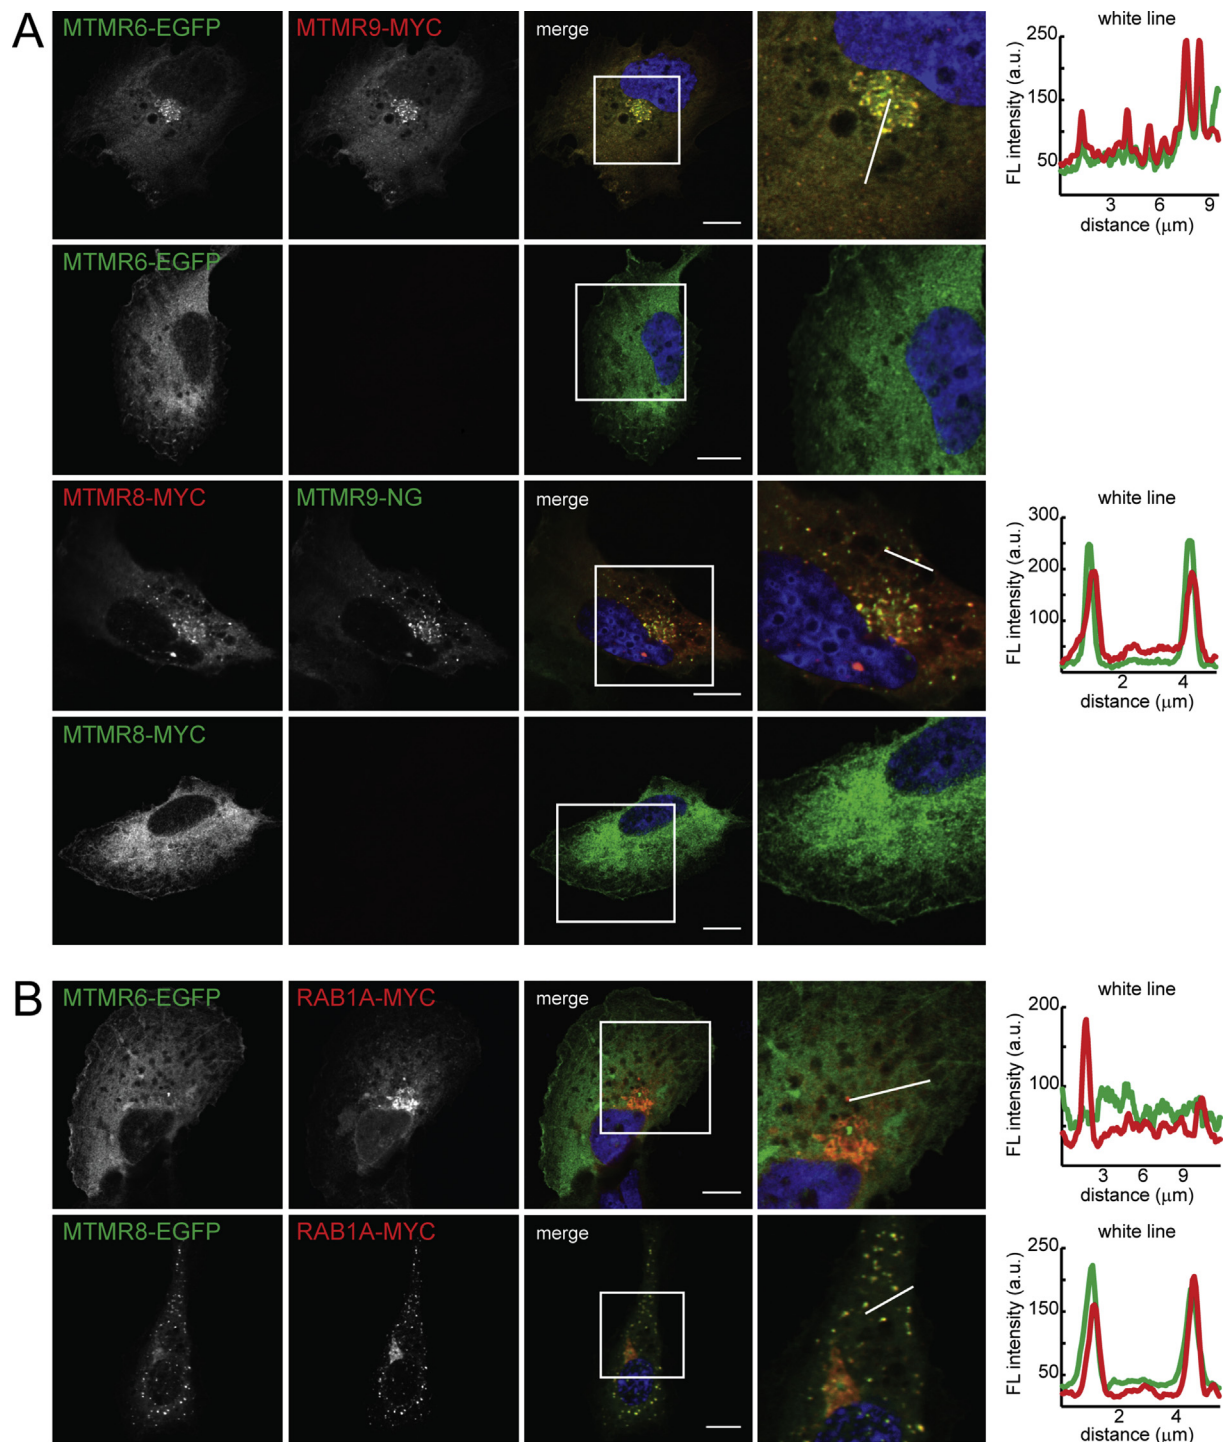 A
MTMR6-EGFP MTMR9-MYC merge
white line
FL intensity (a.u.)
250
150
50
3 6 9
distance (μm)
MTMR6-EGFP
MTMR8-MYC MTMR9-NG merge
white line
FL intensity (a.u.)
300
200
100
2 4
distance (μm)
MTMR8-MYC
B
MTMR6-EGFP RAB1A-MYC merge
white line
FL intensity (a.u.)
200
100
3 6 9
distance (μm)
MTMR8-EGFP RAB1A-MYC merge
white line
FL intensity (a.u.)
250
150
50
2 4
distance (μm)